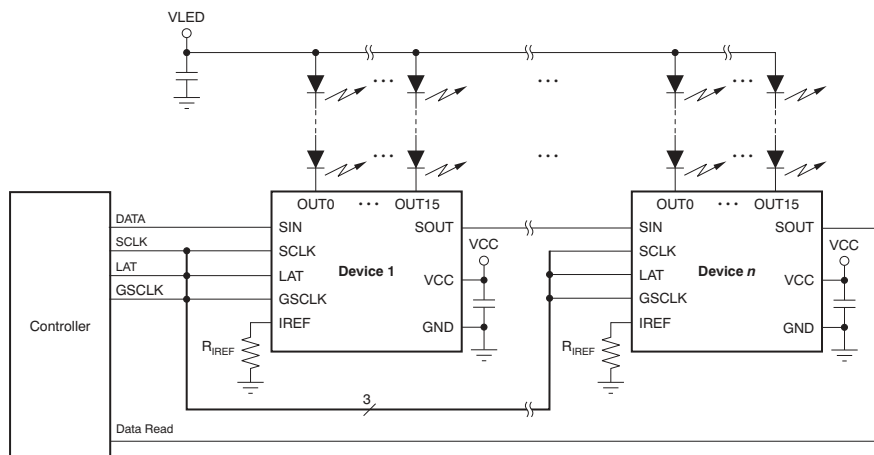 VLED
... ... ... ... ...
... ... ... ... ...
OUT0 ... OUT15
OUT0 ... OUT15
DATA
SIN
SOUT
SIN
SOUT
SCLK
SCLK
VCC
SCLK
VCC
LAT
LAT
Device 1
LAT
Device n
VCC
VCC
GSCLK
GSCLK
GSCLK
Controller
IREF
GND
IREF
GND
RIREF
RIREF
3
Data Read